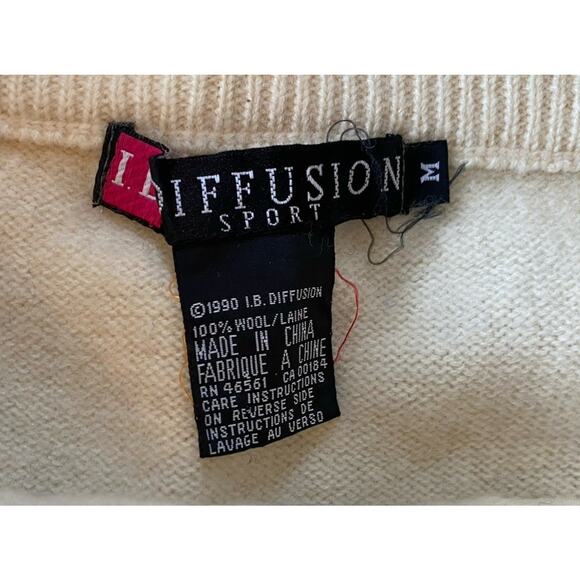 I.
IFFUSION
SPORT
M
©1990 I.B. DIFFUSION
100% WOOL/LAINE
MADE IN CHINA
FABRIQUE A CHINE
RN 46561 CA 00184
CARE INSTRUCTIONS
ON REVERSE SIDE
INSTRUCTIONS DE
LAVAGE AU VERSO